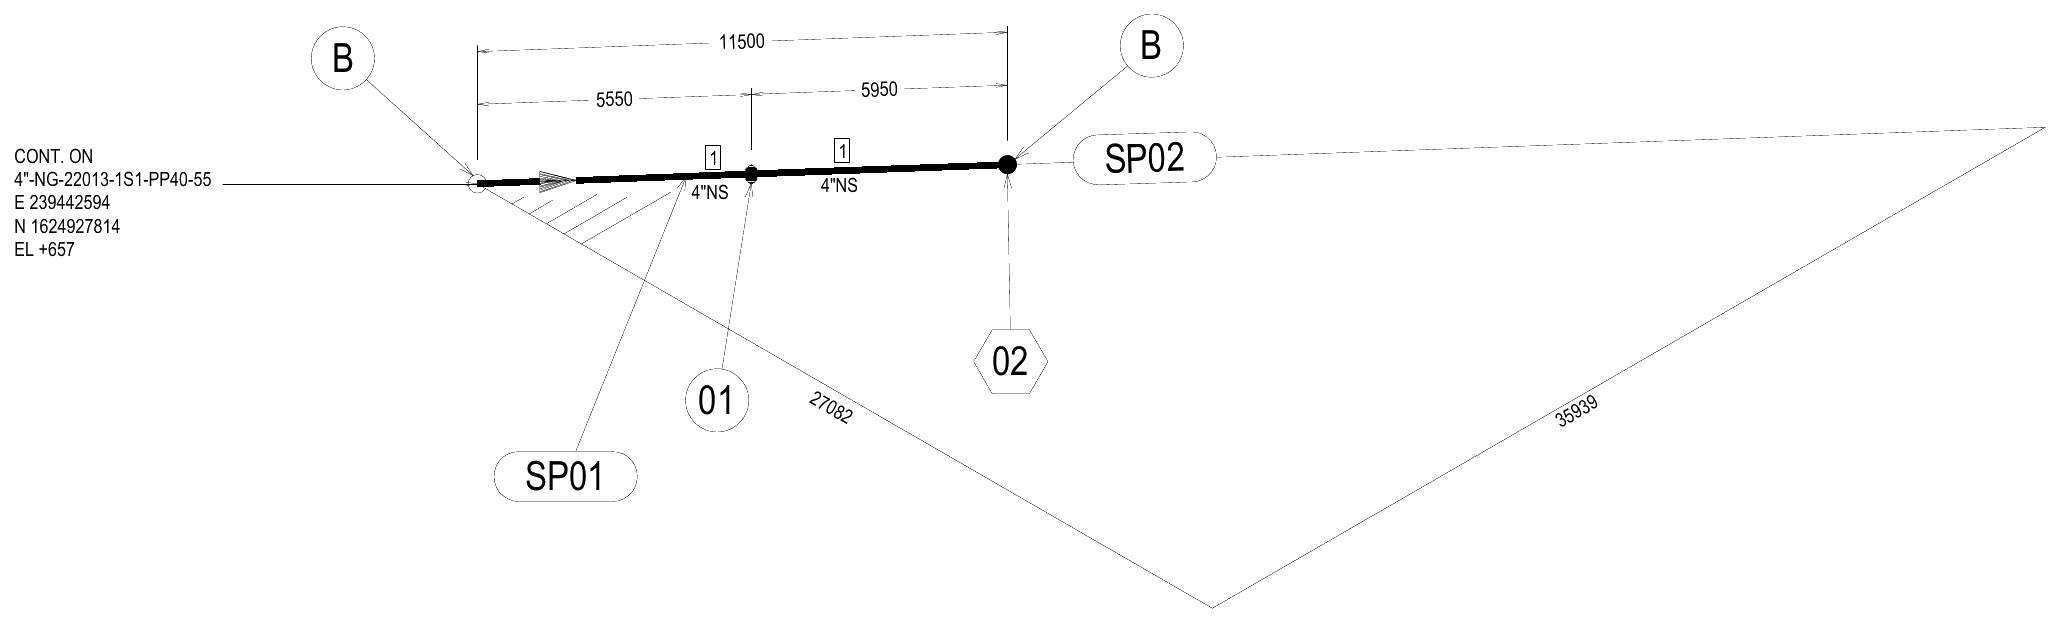 B
11500
B
5550
5950
1
1
SP02
CONT. ON
4"-NG-22013-1S1-PP40-55
E 239442594
N 1624927814
EL +657
4"NS
4"NS
02
01
27082
35939
SP01